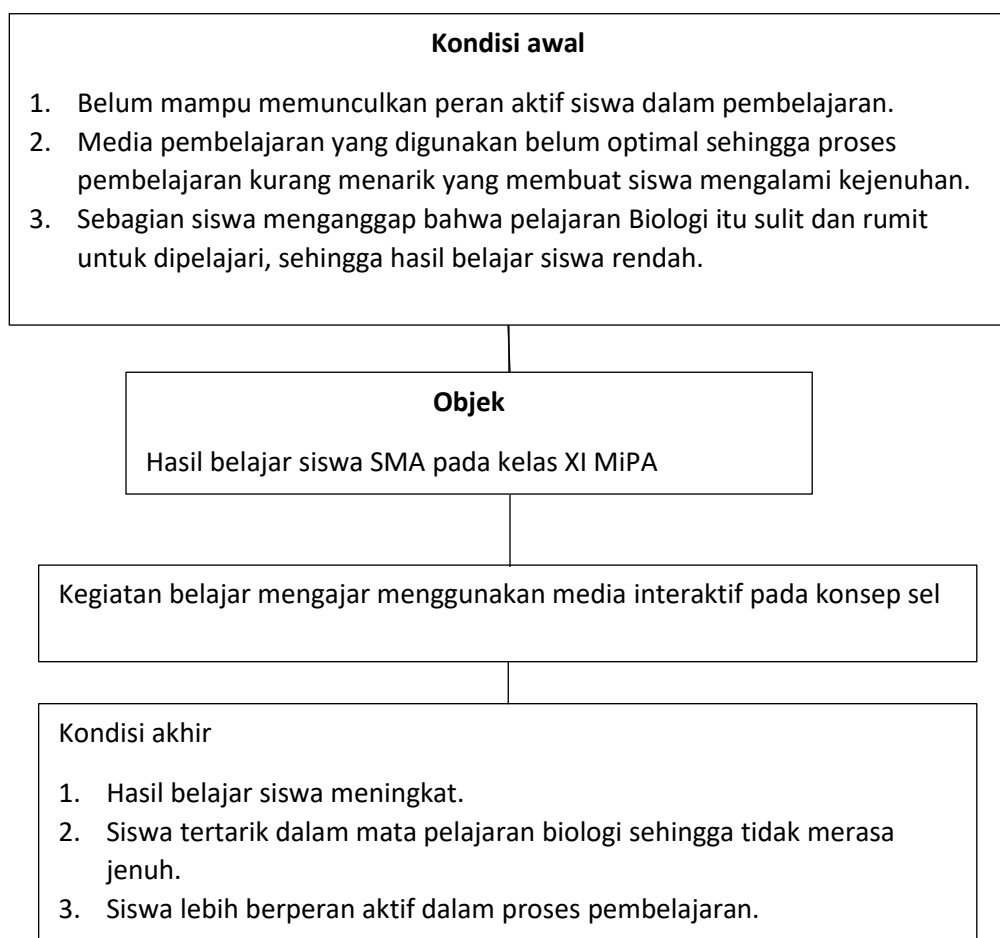 Kondisi awal
1. Belum mampu memunculkan peran aktif siswa dalam pembelajaran.
2. Media pembelajaran yang digunakan belum optimal sehingga proses
pembelajaran kurang menarik yang membuat siswa mengalami kejenuhan.
3. Sebagian siswa menganggap bahwa pelajaran Biologi itu sulit dan rumit
untuk dipelajari, sehingga hasil belajar siswa rendah.
Objek
Hasil belajar siswa SMA pada kelas XI MiPA
Kegiatan belajar mengajar menggunakan media interaktif pada konsep sel
Kondisi akhir
1. Hasil belajar siswa meningkat.
2. Siswa tertarik dalam mata pelajaran biologi sehingga tidak merasa
jenuh.
3. Siswa lebih berperan aktif dalam proses pembelajaran.